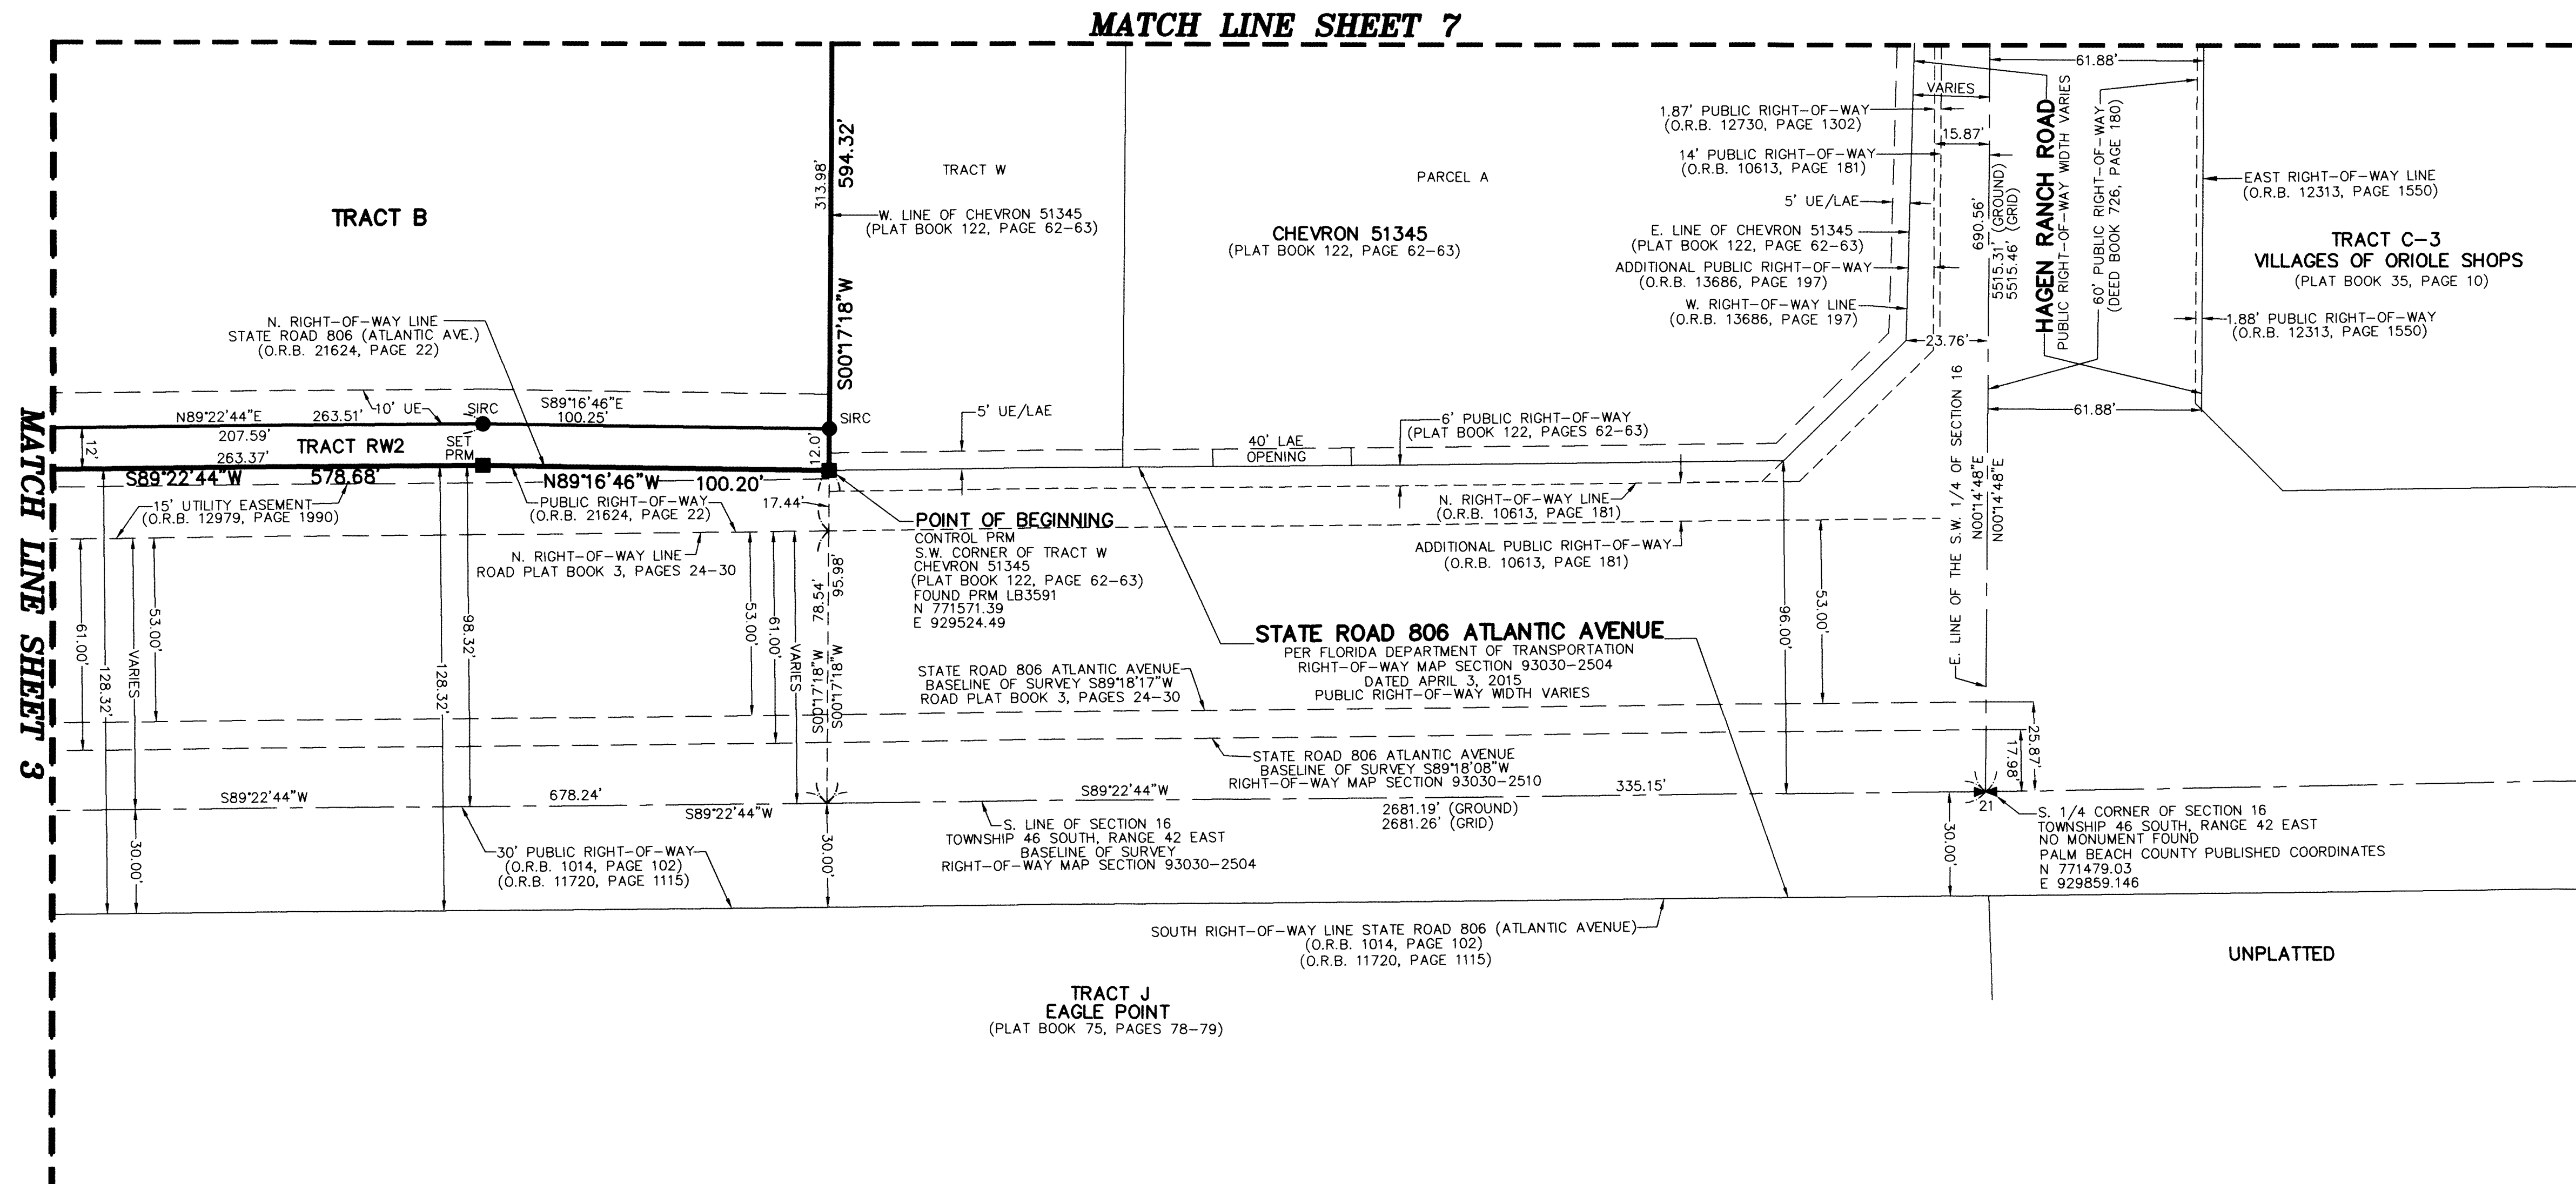 MATCH LINE SHEET 7
61.88'
VARIES
1.87' PUBLIC RIGHT-OF-WAY
(O.R.B. 12730, PAGE 1302)
15.87'
14' PUBLIC RIGHT-OF-WAY
(O.R.B. 10613, PAGE 181)
5' UE/LAE
E. LINE OF CHEVRON 51345
(PLAT BOOK 122, PAGE 62-63)
ADDITIONAL PUBLIC RIGHT-OF-WAY
(O.R.B. 13686, PAGE 197)
W. RIGHT-OF-WAY LINE
(O.R.B. 13686, PAGE 197)
23.76'
690.56'
5515.31' (GROUND)
5515.46' (GRID)
HAGEN RANCH ROAD
PUBLIC RIGHT-OF-WAY WIDTH VARIES
60' PUBLIC RIGHT-OF-WAY
(DEED BOOK 726, PAGE 180)
61.88'
EAST RIGHT-OF-WAY LINE
(O.R.B. 12313, PAGE 1550)
TRACT C-3
VILLAGES OF ORIOLE SHOPS
(PLAT BOOK 35, PAGE 10)
1.88' PUBLIC RIGHT-OF-WAY
(O.R.B. 12313, PAGE 1550)
TRACT B
313.98'
594.32'
S00°17'18"W
TRACT W
W. LINE OF CHEVRON 51345
(PLAT BOOK 122, PAGE 62-63)
PARCEL A
CHEVRON 51345
(PLAT BOOK 122, PAGE 62-63)
N. RIGHT-OF-WAY LINE
STATE ROAD 806 (ATLANTIC AVE.)
(O.R.B. 21624, PAGE 22)
MATCH LINE SHEET 3
N89°22'44"E
263.51'
10' UE
SIRC
S89°16'46"E
100.25'
SIRC
12'
207.59'
TRACT RW2
SET
PRM
12.0'
263.37'
S89°22'44"W
578.68'
N89°16'46"W
100.20'
15' UTILITY EASEMENT
(O.R.B. 12979, PAGE 1990)
PUBLIC RIGHT-OF-WAY
(O.R.B. 21624, PAGE 22)
17.44'
N. RIGHT-OF-WAY LINE
ROAD PLAT BOOK 3, PAGES 24-30
5' UE/LAE
40' LAE
OPENING
6' PUBLIC RIGHT-OF-WAY
(PLAT BOOK 122, PAGES 62-63)
N. RIGHT-OF-WAY LINE
(O.R.B. 10613, PAGE 181)
ADDITIONAL PUBLIC RIGHT-OF-WAY
(O.R.B. 10613, PAGE 181)
POINT OF BEGINNING
CONTROL PRM
S.W. CORNER OF TRACT W
CHEVRON 51345
(PLAT BOOK 122, PAGE 62-63)
FOUND PRM LB3591
N 771571.39
E 929524.49
61.00'
128.32'
VARIES
53.00'
128.32'
98.32'
53.00'
61.00'
VARIES
78.54'
S00°17'18"W
95.98'
S00°17'18"W
STATE ROAD 806 ATLANTIC AVENUE
PER FLORIDA DEPARTMENT OF TRANSPORTATION
RIGHT-OF-WAY MAP SECTION 93030-2504
DATED APRIL 3, 2015
PUBLIC RIGHT-OF-WAY WIDTH VARIES
STATE ROAD 806 ATLANTIC AVENUE
BASELINE OF SURVEY S89°18'17"W
ROAD PLAT BOOK 3, PAGES 24-30
STATE ROAD 806 ATLANTIC AVENUE
BASELINE OF SURVEY S89°18'08"W
RIGHT-OF-WAY MAP SECTION 93030-2510
96.00'
53.00'
E. LINE OF THE S.W. 1/4 OF SECTION 16
N00°14'48"E
N00°14'48"E
25.87'
17.98'
S89°22'44"W
678.24'
S89°22'44"W
S89°22'44"W
335.15'
2681.19' (GROUND)
2681.26' (GRID)
S. LINE OF SECTION 16
TOWNSHIP 46 SOUTH, RANGE 42 EAST
BASELINE OF SURVEY
RIGHT-OF-WAY MAP SECTION 93030-2504
30.00'
30' PUBLIC RIGHT-OF-WAY
(O.R.B. 1014, PAGE 102)
(O.R.B. 11720, PAGE 1115)
30.00'
30.00'
21
S. 1/4 CORNER OF SECTION 16
TOWNSHIP 46 SOUTH, RANGE 42 EAST
NO MONUMENT FOUND
PALM BEACH COUNTY PUBLISHED COORDINATES
N 771479.03
E 929859.146
SOUTH RIGHT-OF-WAY LINE STATE ROAD 806 (ATLANTIC AVENUE)
(O.R.B. 1014, PAGE 102)
(O.R.B. 11720, PAGE 1115)
UNPLATTED
TRACT J
EAGLE POINT
(PLAT BOOK 75, PAGES 78-79)